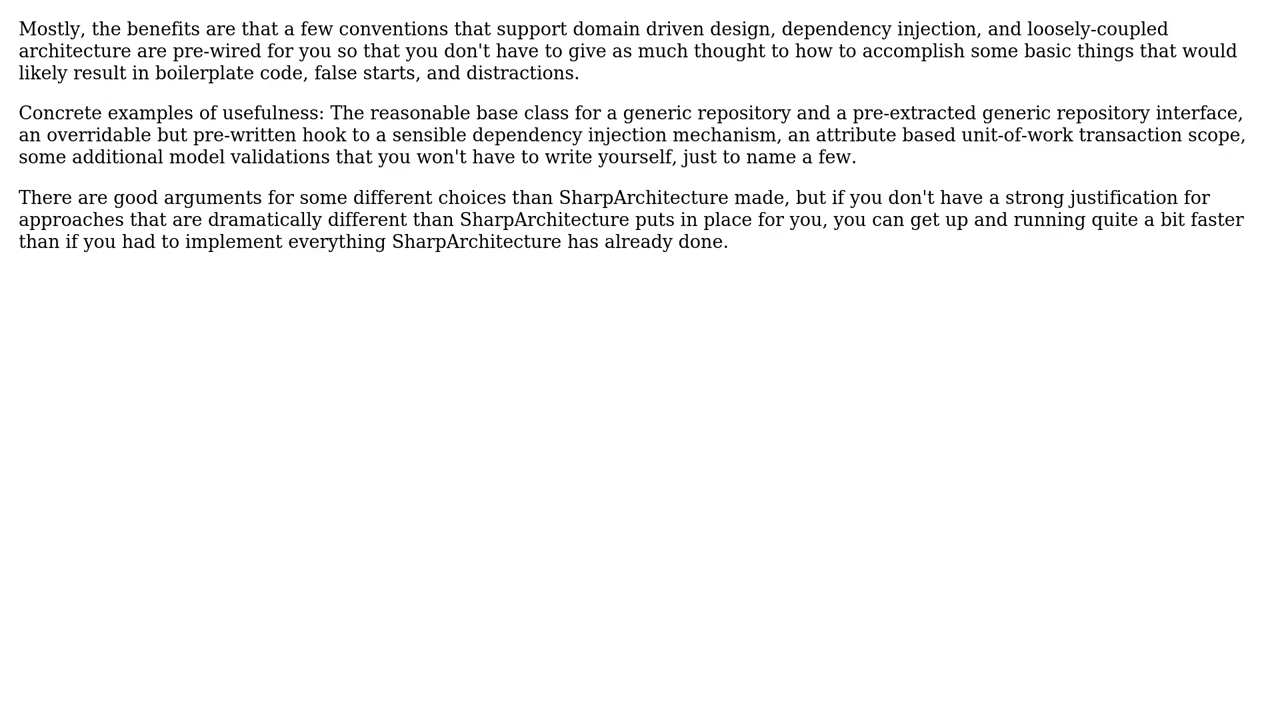 Mostly, the benefits are that a few conventions that support domain driven design, dependency injection, and loosely-coupled
architecture are pre-wired for you so that you don't have to give as much thought to how to accomplish some basic things that would
likely result in boilerplate code, false starts, and distractions.
Concrete examples of usefulness: The reasonable base class for a generic repository and a pre-extracted generic repository interface,
an overridable but pre-written hook to a sensible dependency injection mechanism, an attribute based unit-of-work transaction scope,
some additional model validations that you won't have to write yourself, just to name a few.
There are good arguments for some different choices than SharpArchitecture made, but if you don't have a strong justification for
approaches that are dramatically different than SharpArchitecture puts in place for you, you can get up and running quite a bit faster
than if you had to implement everything SharpArchitecture has already done.